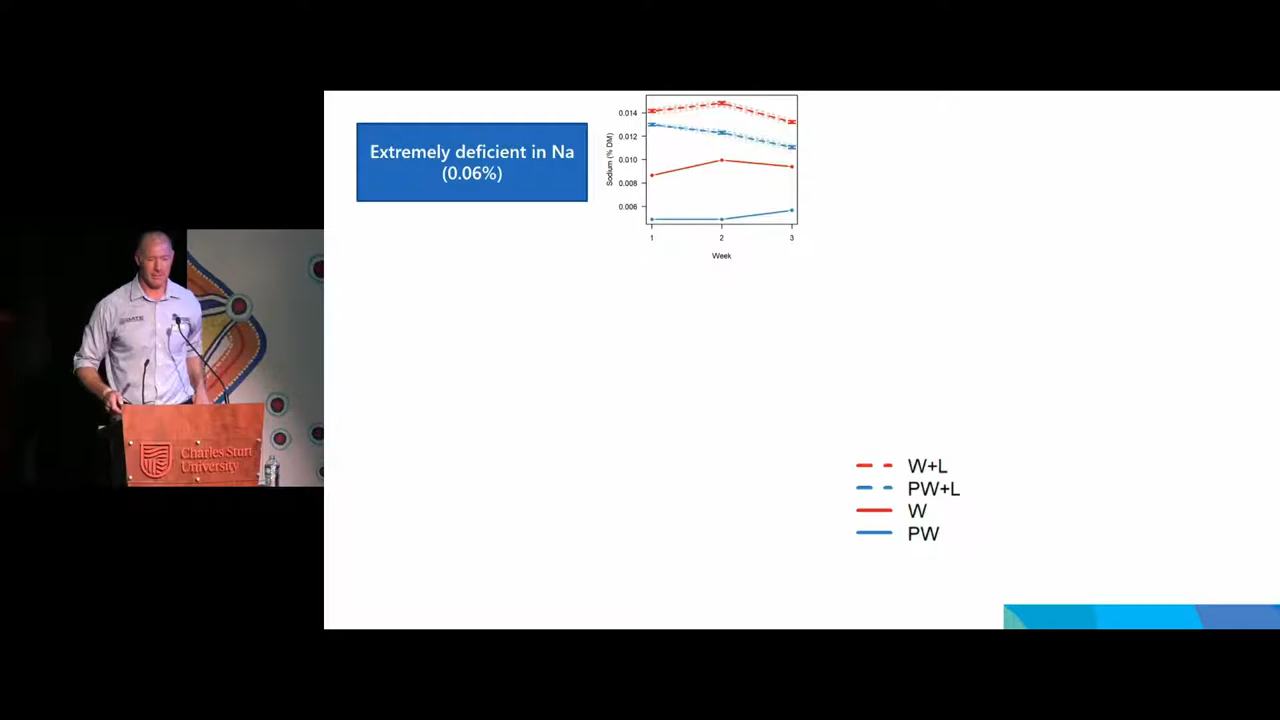 Extremely deficient in Na
(0.06%)
Sodium (% DM)
0.014
0.012
0.010
0.008
0.006
1
2
3
Week
Charles Sturt
University
W+L
PW+L
W
PW